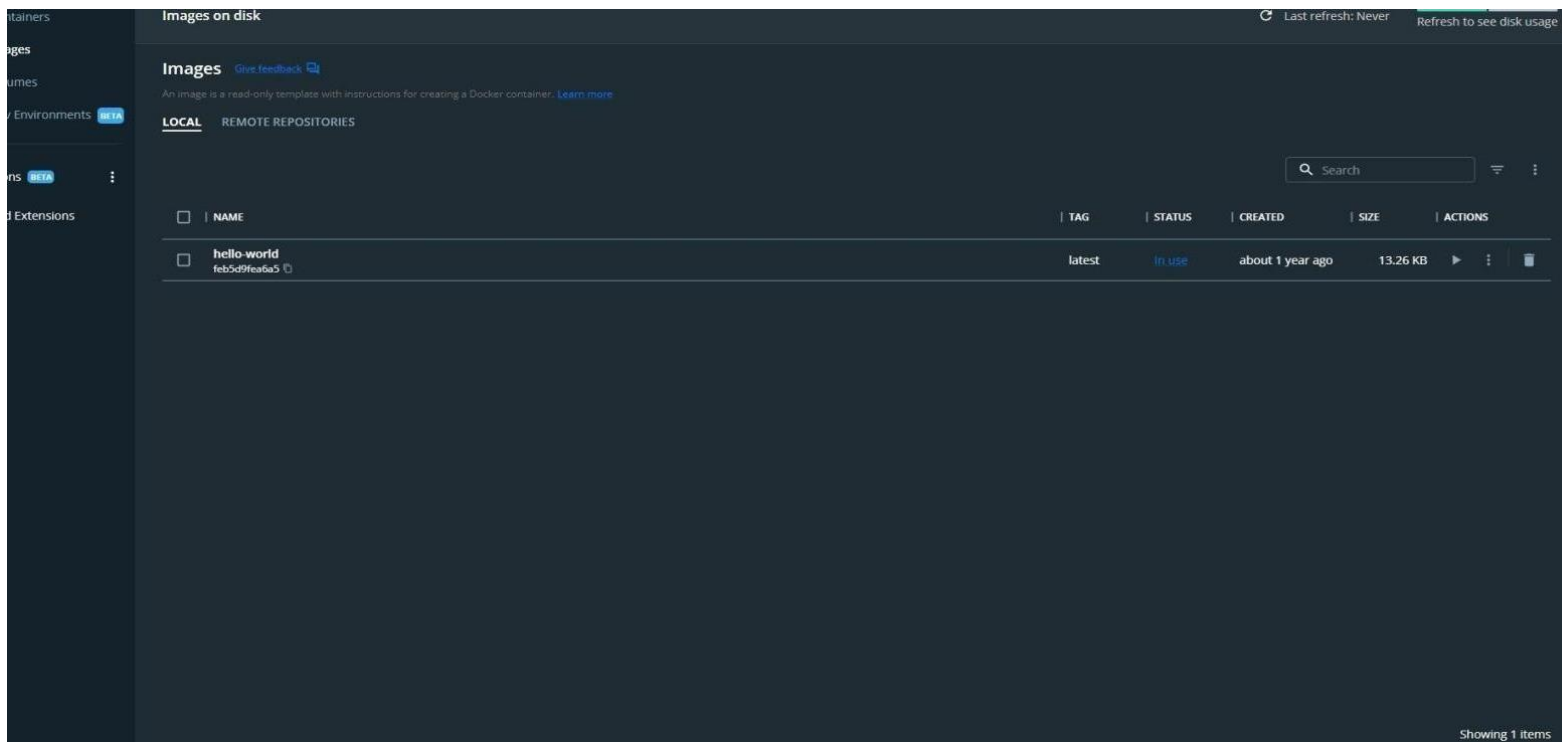 ntainers
ages
umes
v Environments BETA
ns BETA
d Extensions
Images on disk
Last refresh: Never
Refresh to see disk usage
Images Give feedback
An image is a read-only template with instructions for creating a Docker container. Learn more
LOCAL REMOTE REPOSITORIES
Search
NAME TAG STATUS CREATED SIZE ACTIONS
hello-world latest In use about 1 year ago 13.26 KB
feb5d9fea6a5
Showing 1 items